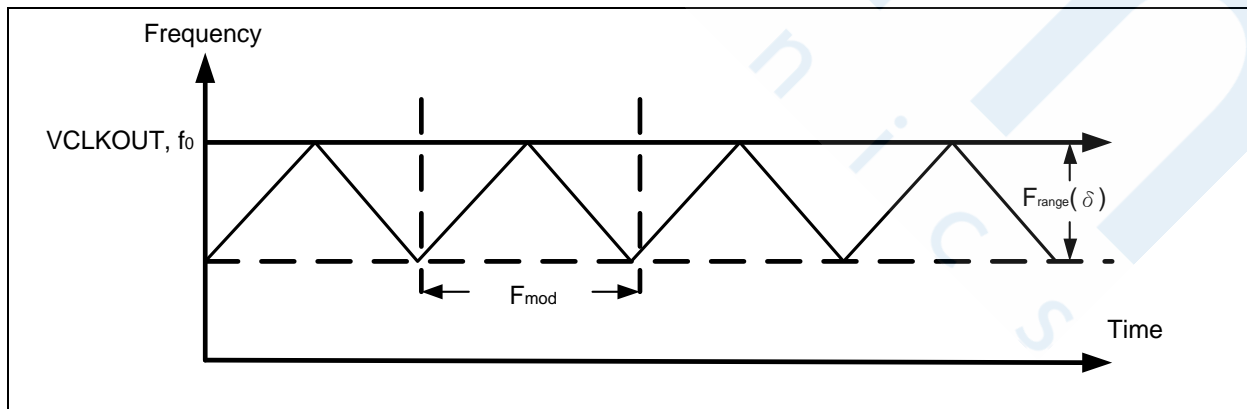 Frequency
VCLKOUT, f0
Frange(δ)
Fmod
Time
n
i
c
s